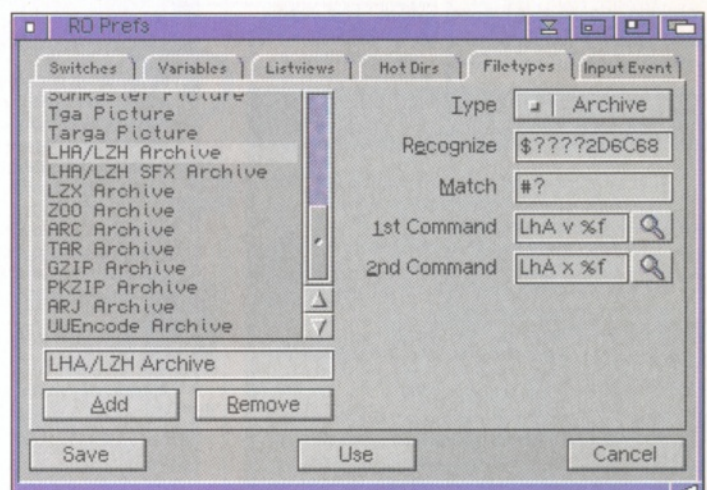 RO Prefs
Switches
Variables
Listviews
Hot Dirs
Filetypes
Input Event
SunRaster Picture
Tga Picture
Targa Picture
LHA/LZH Archive
LHA/LZH SFX Archive
LZX Archive
ZOO Archive
ARC Archive
TAR Archive
GZIP Archive
PKZIP Archive
ARJ Archive
UUEncode Archive
LHA/LZH Archive
Add
Remove
Type
Archive
Recognize
$????2D6C68
Match
#?
1st Command
LhA v %f
2nd Command
LhA x %f
Save
Use
Cancel